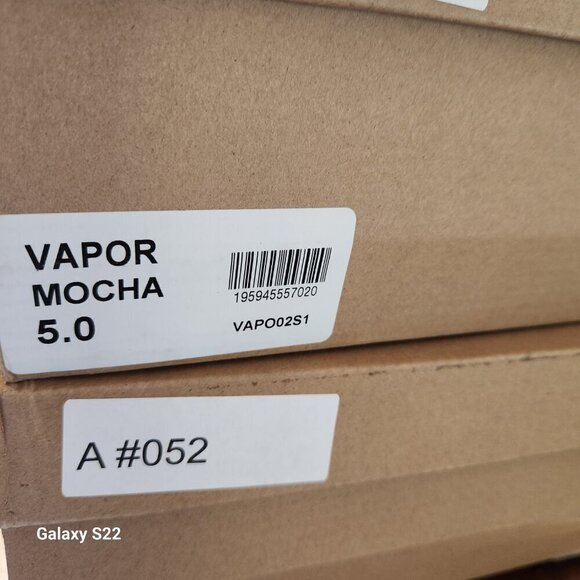 VAPOR
MOCHA
5.0
195945557020
VAPO02S1
A #052
Galaxy S22